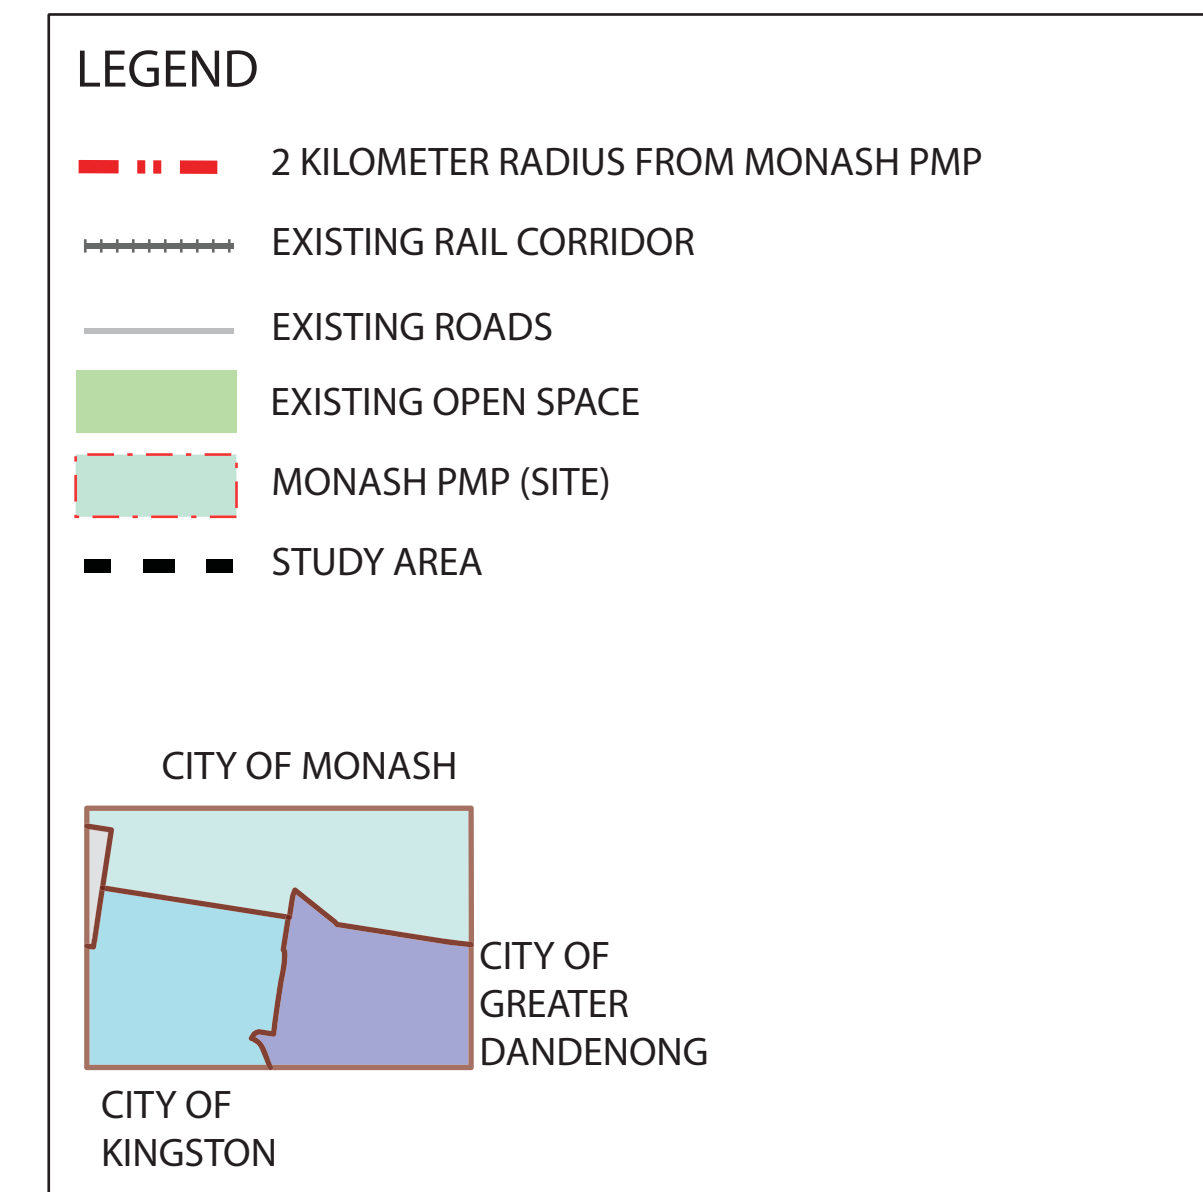 LEGEND
2 KILOMETER RADIUS FROM MONASH PMP
EXISTING RAIL CORRIDOR
EXISTING ROADS
EXISTING OPEN SPACE
MONASH PMP (SITE)
STUDY AREA
CITY OF MONASH
CITY OF
GREATER
DANDENONG
CITY OF
KINGSTON